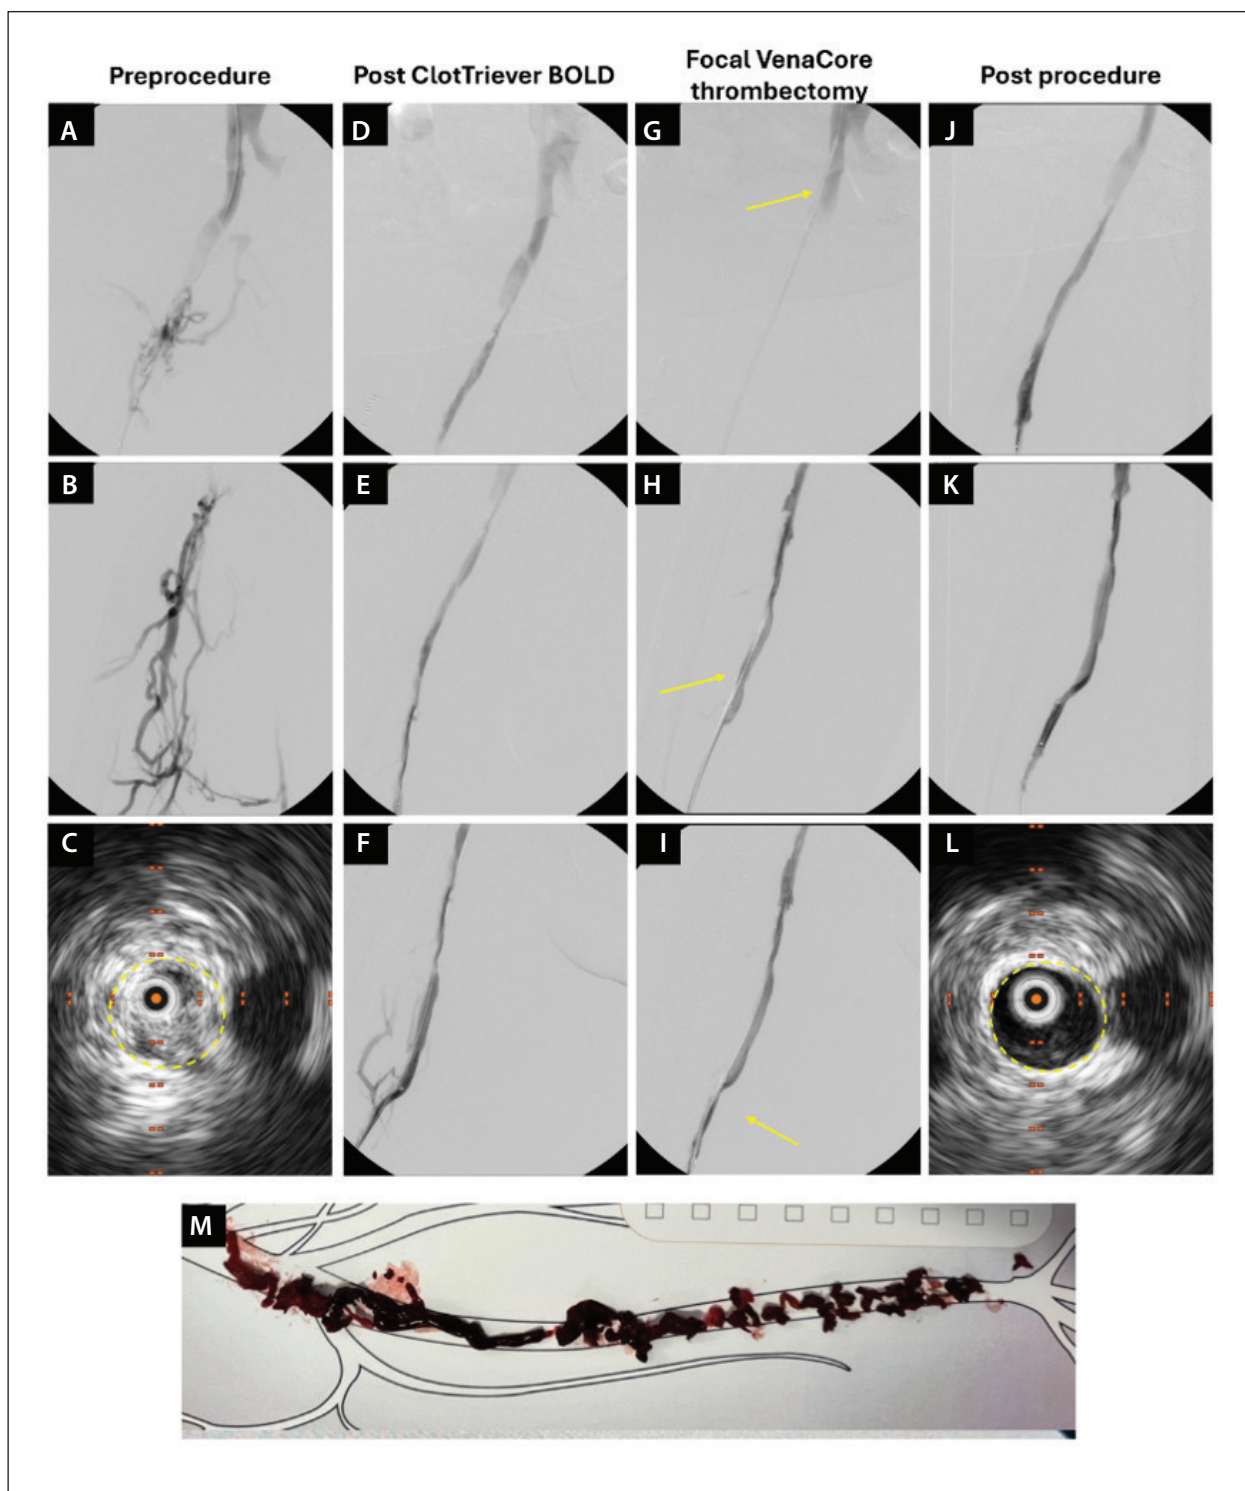 Preprocedure
Post ClotTriever BOLD
Focal VenaCore
thrombectomy
Post procedure
A
D
G
J
B
E
H
K
C
F
I
L
M